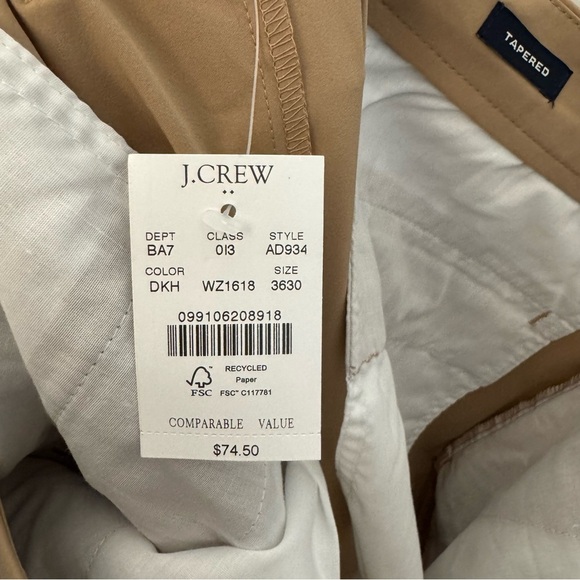 TAPERED
J.CREW
DEPT CLASS STYLE
BA7 013 AD934
COLOR SIZE
DKH WZ1618 3630
099106208918
RECYCLED
Paper
FSC FSC™ C117781
COMPARABLE VALUE
$74.50